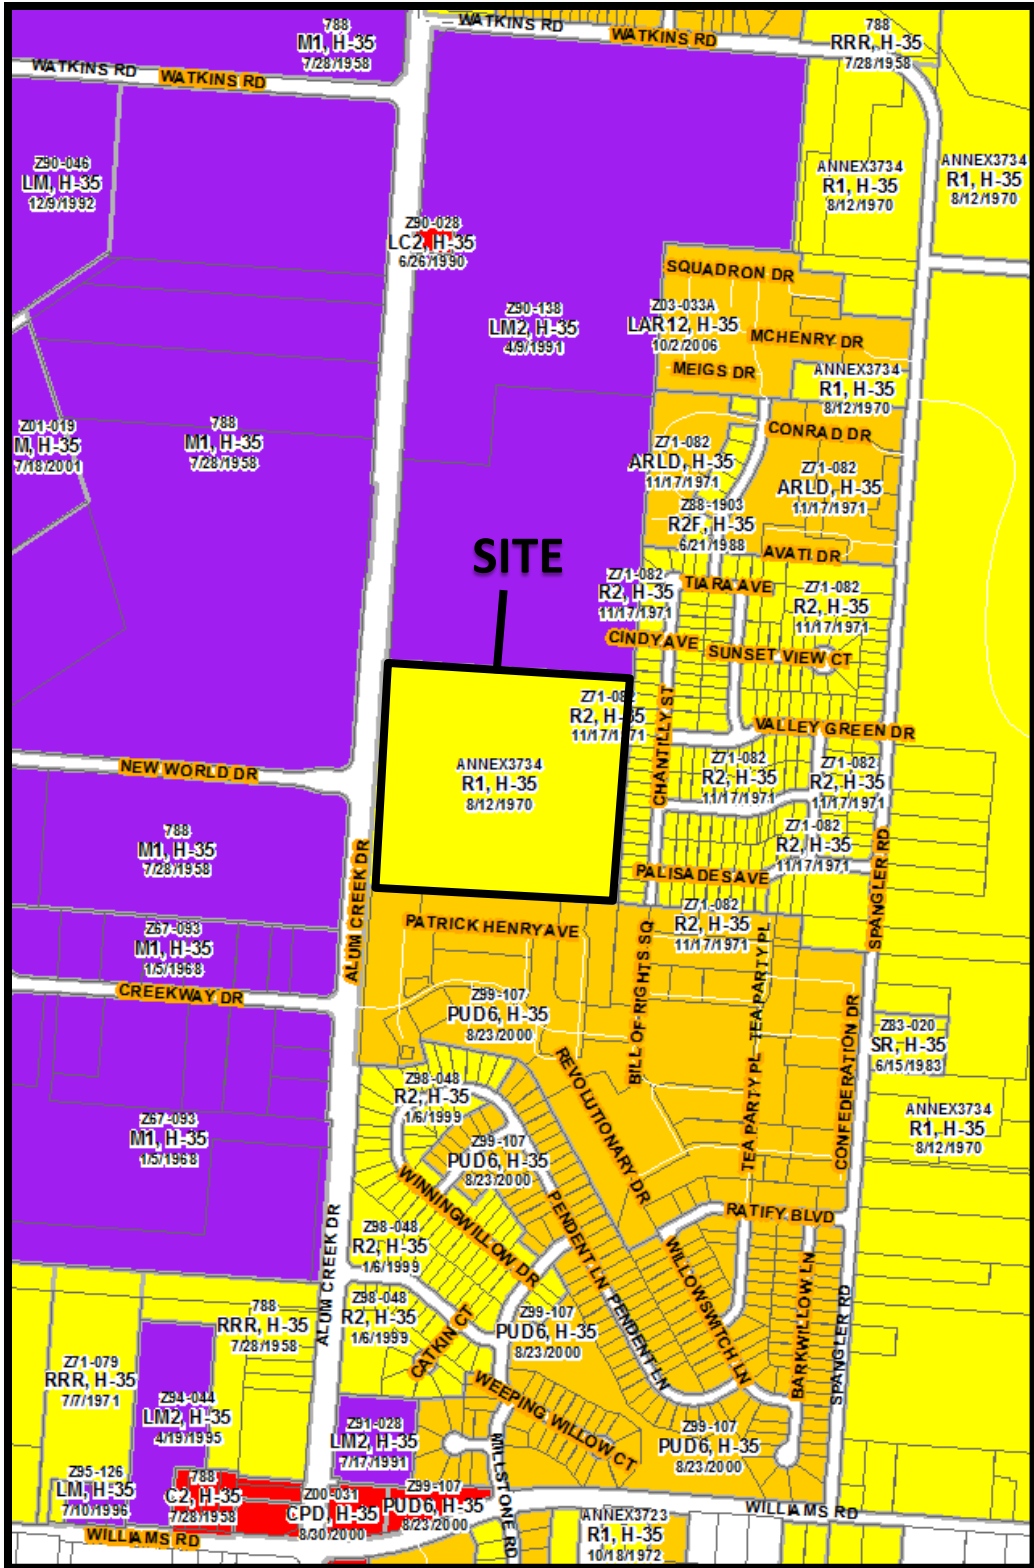 WATKINS RD
WATKINS RD
788
M1, H-35
7/28/1958
788
RRR, H-35
7/28/1958
WATKINS RD
WATKINS RD
Z90-046
LM, H-35
12/9/1992
ANNEX3734
R1, H-35
8/12/1970
ANNEX3734
R1, H-35
8/12/1970
Z90-028
LC2, H-35
6/26/1990
SQUADRON DR
Z90-138
LM2, H-35
4/9/1991
Z03-033A
LAR12, H-35
10/2/2006
MCHENRY DR
MEIGS DR
ANNEX3734
R1, H-35
8/12/1970
Z01-019
M, H-35
7/18/2001
788
M1, H-35
7/28/1958
CONRAD DR
Z71-082
ARLD, H-35
11/17/1971
Z71-082
ARLD, H-35
11/17/1971
Z88-1903
R2F, H-35
6/21/1988
SITE
AVATI DR
Z71-082
R2, H-35
11/17/1971
TIARA AVE
Z71-082
R2, H-35
11/17/1971
CINDY AVE
SUNSET VIEW CT
Z71-082
R2, H-35
11/17/1971
CHANTILLY ST
VALLEY GREEN DR
NEW WORLD DR
ANNEX3734
R1, H-35
8/12/1970
Z71-082
R2, H-35
11/17/1971
Z71-082
R2, H-35
11/17/1971
788
M1, H-35
7/28/1958
Z71-082
R2, H-35
11/17/1971
ALUM CREEK DR
PALISADES AVE
SPANGLER RD
Z67-093
M1, H-35
1/5/1968
PATRICK HENRY AVE
Z71-082
R2, H-35
11/17/1971
CREEKWAY DR
Z99-107
PUD6, H-35
8/23/2000
BILL OF RIGHTS SQ
TEA PARTY PL
TEA PARTY PL
CONFEDERATION DR
Z83-020
SR, H-35
6/15/1983
REVOLUTIONARY DR
Z98-048
R2, H-35
1/6/1999
Z67-093
M1, H-35
1/5/1968
Z99-107
PUD6, H-35
8/23/2000
ANNEX3734
R1, H-35
8/12/1970
WINNINGWILLOW DR
PENDENT LN
PENDENT LN
RATIFY BLVD
ALUM CREEK DR
Z98-048
R2, H-35
1/6/1999
WILLOWSWITCH LN
BARKWILLOW LN
SPANGLER RD
788
RRR, H-35
7/28/1958
Z98-048
R2, H-35
1/6/1999
CATKIN CT
Z99-107
PUD6, H-35
8/23/2000
Z71-079
RRR, H-35
7/7/1971
Z94-044
LM2, H-35
4/19/1995
WEEPING WILLOW CT
Z91-028
LM2, H-35
7/17/1991
Z99-107
PUD6, H-35
8/23/2000
MILLSTONE RD
Z95-126
LM, H-35
7/10/1996
788
C2, H-35
7/28/1958
Z00-031
CPD, H-35
8/30/2000
Z99-107
PUD6, H-35
8/23/2000
WILLIAMS RD
WILLIAMS RD
ANNEX3723
R1, H-35
10/18/1972